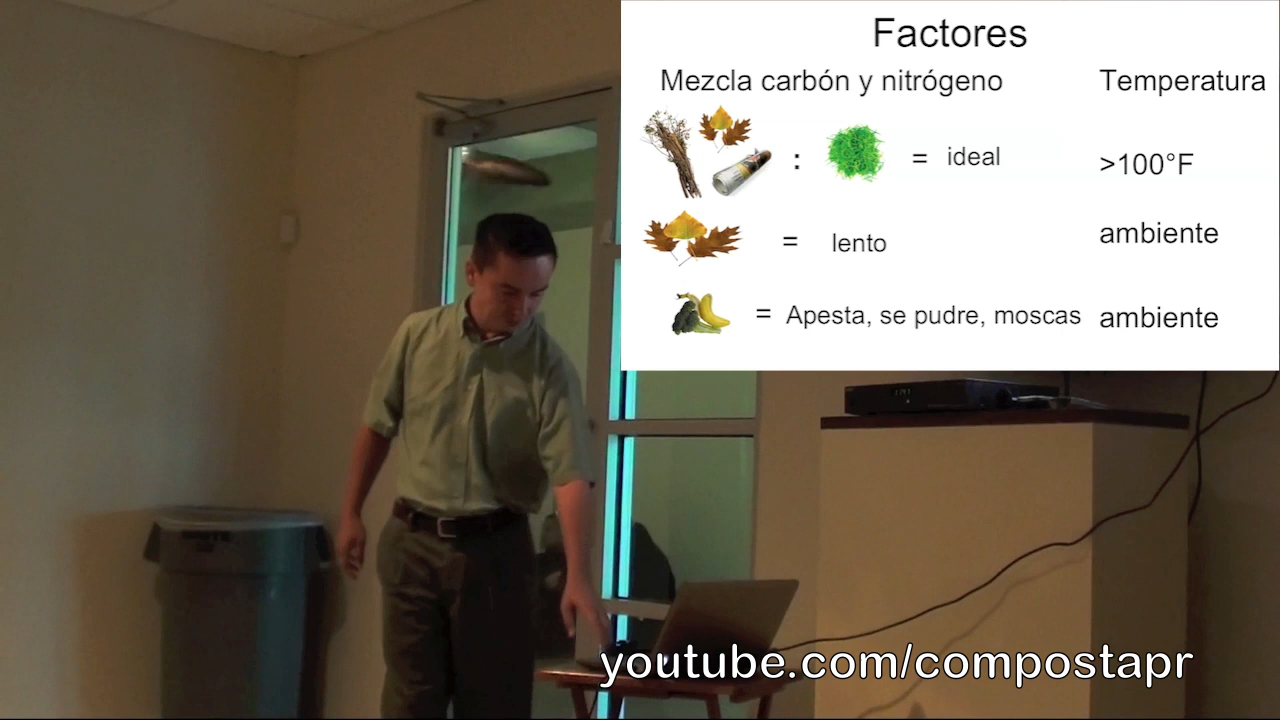 Factores
Mezcla carbón y nitrógeno Temperatura
: = ideal >100°F
= lento ambiente
= Apesta, se pudre, moscas ambiente
youtube.com/compostapr